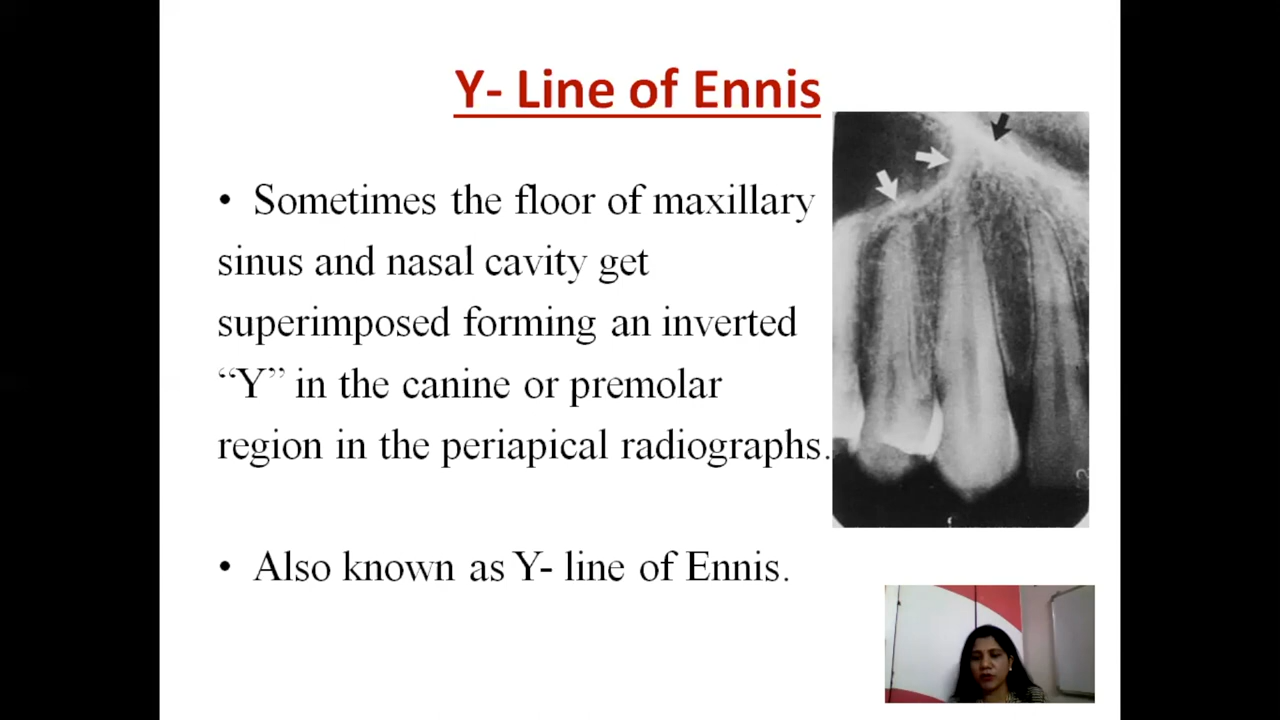 Y- Line of Ennis
• Sometimes the floor of maxillary
sinus and nasal cavity get
superimposed forming an inverted
“Y” in the canine or premolar
region in the periapical radiographs.
• Also known as Y- line of Ennis.